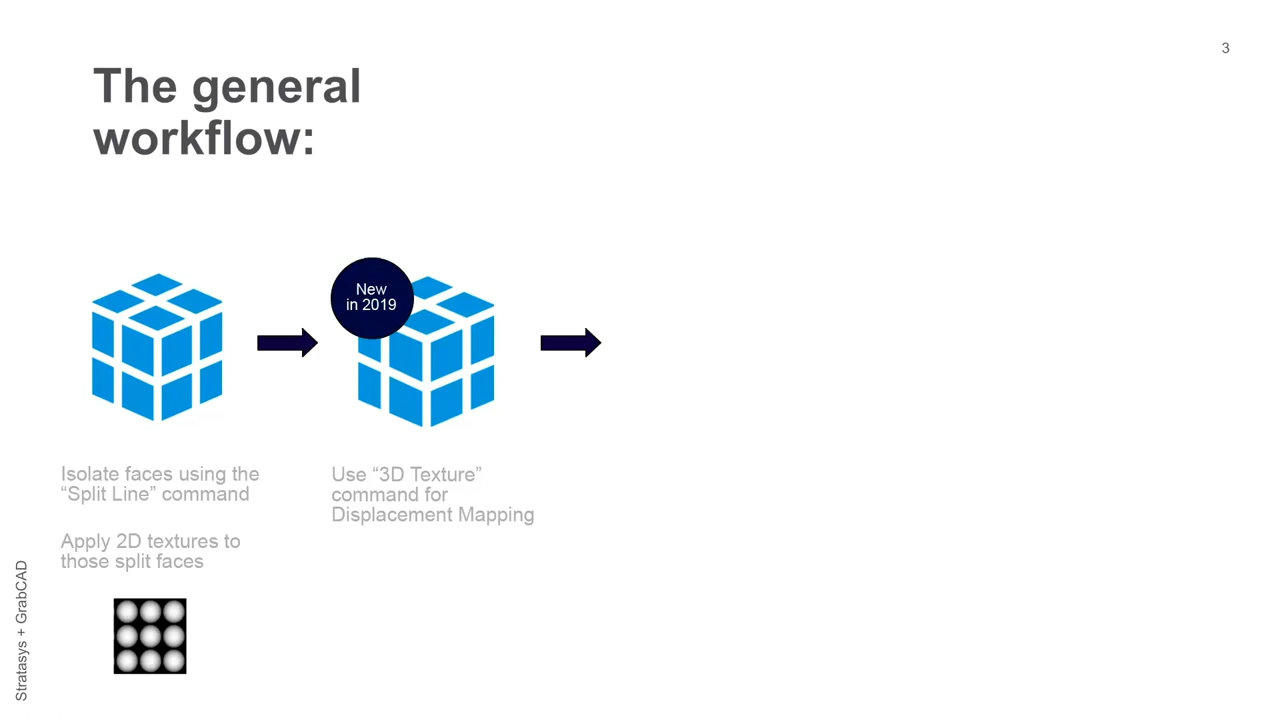 3
The general
workflow:
New
in 2019
Isolate faces using the
“Split Line” command
Apply 2D textures to
those split faces
Use “3D Texture”
command for
Displacement Mapping
Stratasys + GrabCAD